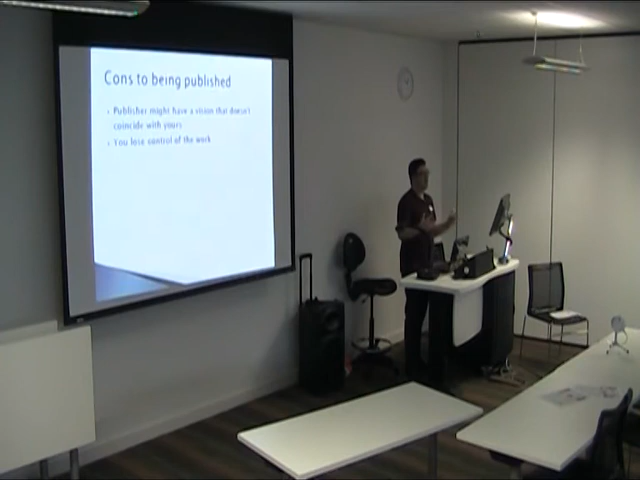 Cons to being published
• Publisher might have a vision that doesn't
coincide with yours
• You lose control of the work